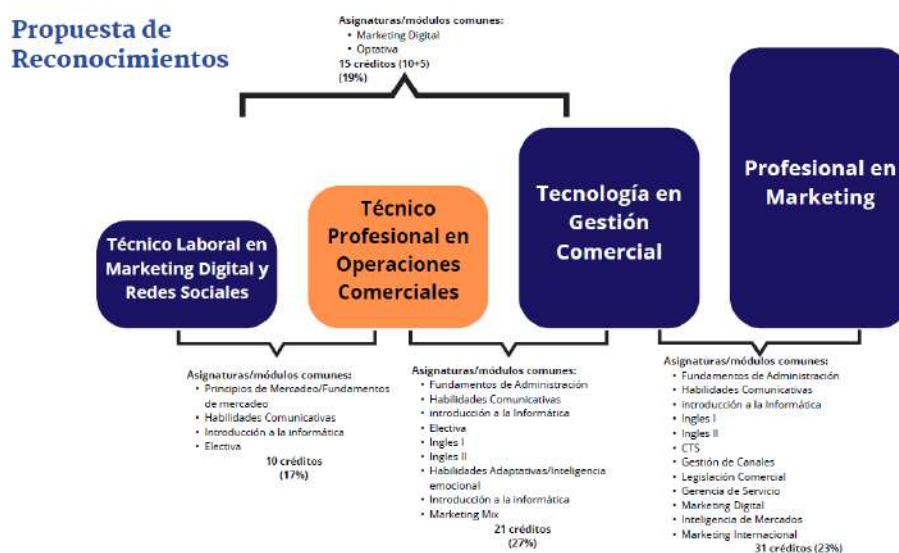 Propuesta de
Reconocimientos
Asignaturas/módulos comunes:
• Marketing Digital
• Optativa
15 créditos (10+5)
(19%)
Técnico Laboral en
Marketing Digital y
Redes Sociales
Técnico
Profesional en
Operaciones
Comerciales
Tecnología en
Gestión
Comercial
Profesional en
Marketing
Asignaturas/módulos comunes:
• Principios de Mercadeo/Fundamentos
de mercadeo
• Habilidades Comunicativas
• Introducción a la informática
• Electiva
10 créditos
(17%)
Asignaturas/módulos comunes:
• Fundamentos de Administración
• Habilidades Comunicativas
• introducción a la Informática
• Electiva
• Ingles I
• Ingles II
• Habilidades Adaptativas/Inteligencia
emocional
• Introducción a la informática
• Marketing Mix
21 créditos
(27%)
Asignaturas/módulos comunes:
• Fundamentos de Administración
• Habilidades Comunicativas
• introducción a la Informática
• Ingles I
• Ingles II
• CTS
• Gestión de Canales
• Legislación Comercial
• Gerencia de Servicio
• Marketing Digital
• Inteligencia de Mercados
• Marketing Internacional
31 créditos (23%)